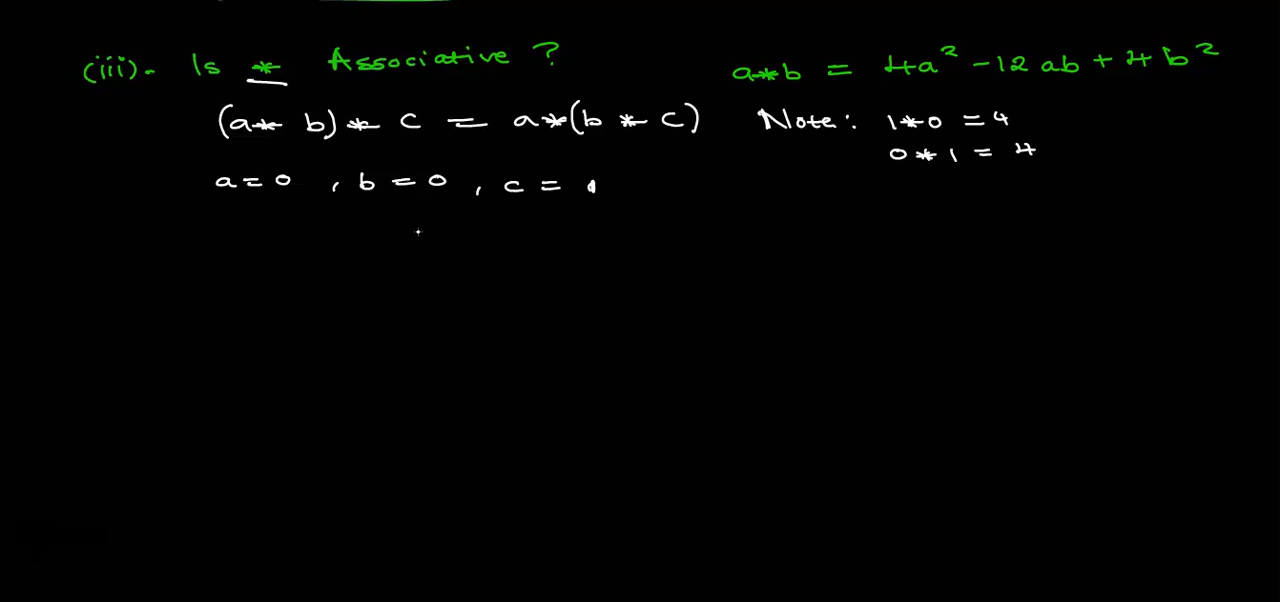 (iii). Is * Associative ?
a*b = 4a² - 12ab + 4b²
(a* b)* c = a*(b * c)
Note: 1*0 = 4
0*1 = 4
a=0 , b=0 , c=